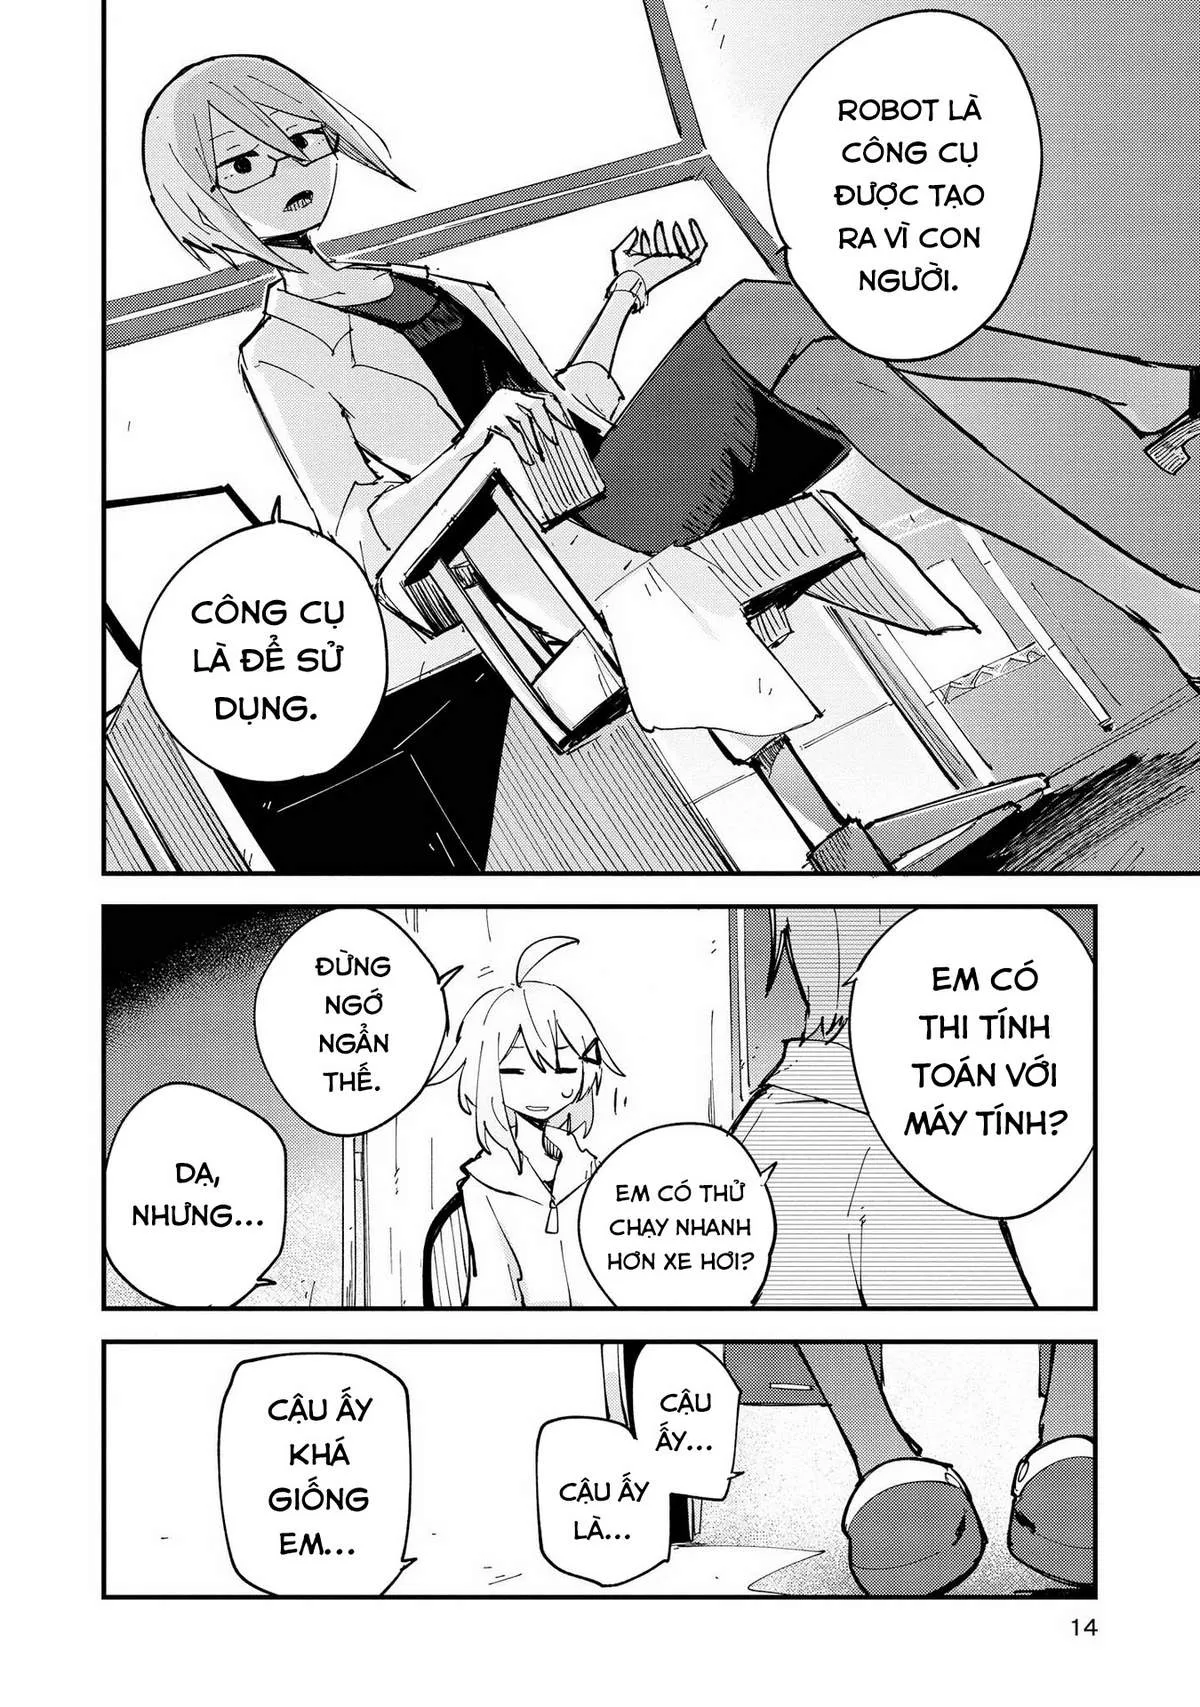 ROBOT LÀ
CÔNG CỤ
ĐƯỢC TẠO
RA VÌ CON
NGƯỜI.
CÔNG CỤ
LÀ ĐỂ SỬ
DỤNG.
EM CÓ
THI TÍNH
TOÁN VỚI
MÁY TÍNH?
EM CÓ THỬ
CHẠY NHANH
HƠN XE HƠI?
ĐỪNG
NGỚ
NGẨN
THẾ.
DẠ,
NHƯNG...
CẬU
ẤY...
CẬU ẤY
LÀ...
CẬU ẤY
KHÁ
GIỐNG
EM...
14